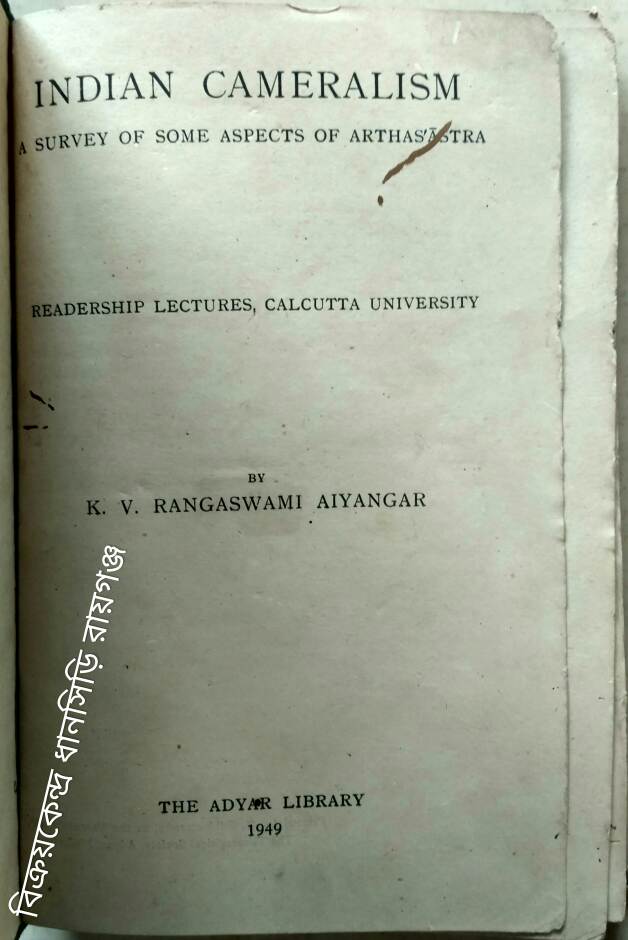 INDIAN CAMERALISM
A SURVEY OF SOME ASPECTS OF ARTHAS'ĀSTRA
READERSHIP LECTURES, CALCUTTA UNIVERSITY
BY
K. V. RANGASWAMI AIYANGAR
THE ADYAR LIBRARY
1949
বিক্রয়কেন্দ্র ধানসিড়ি রায়গঞ্জ